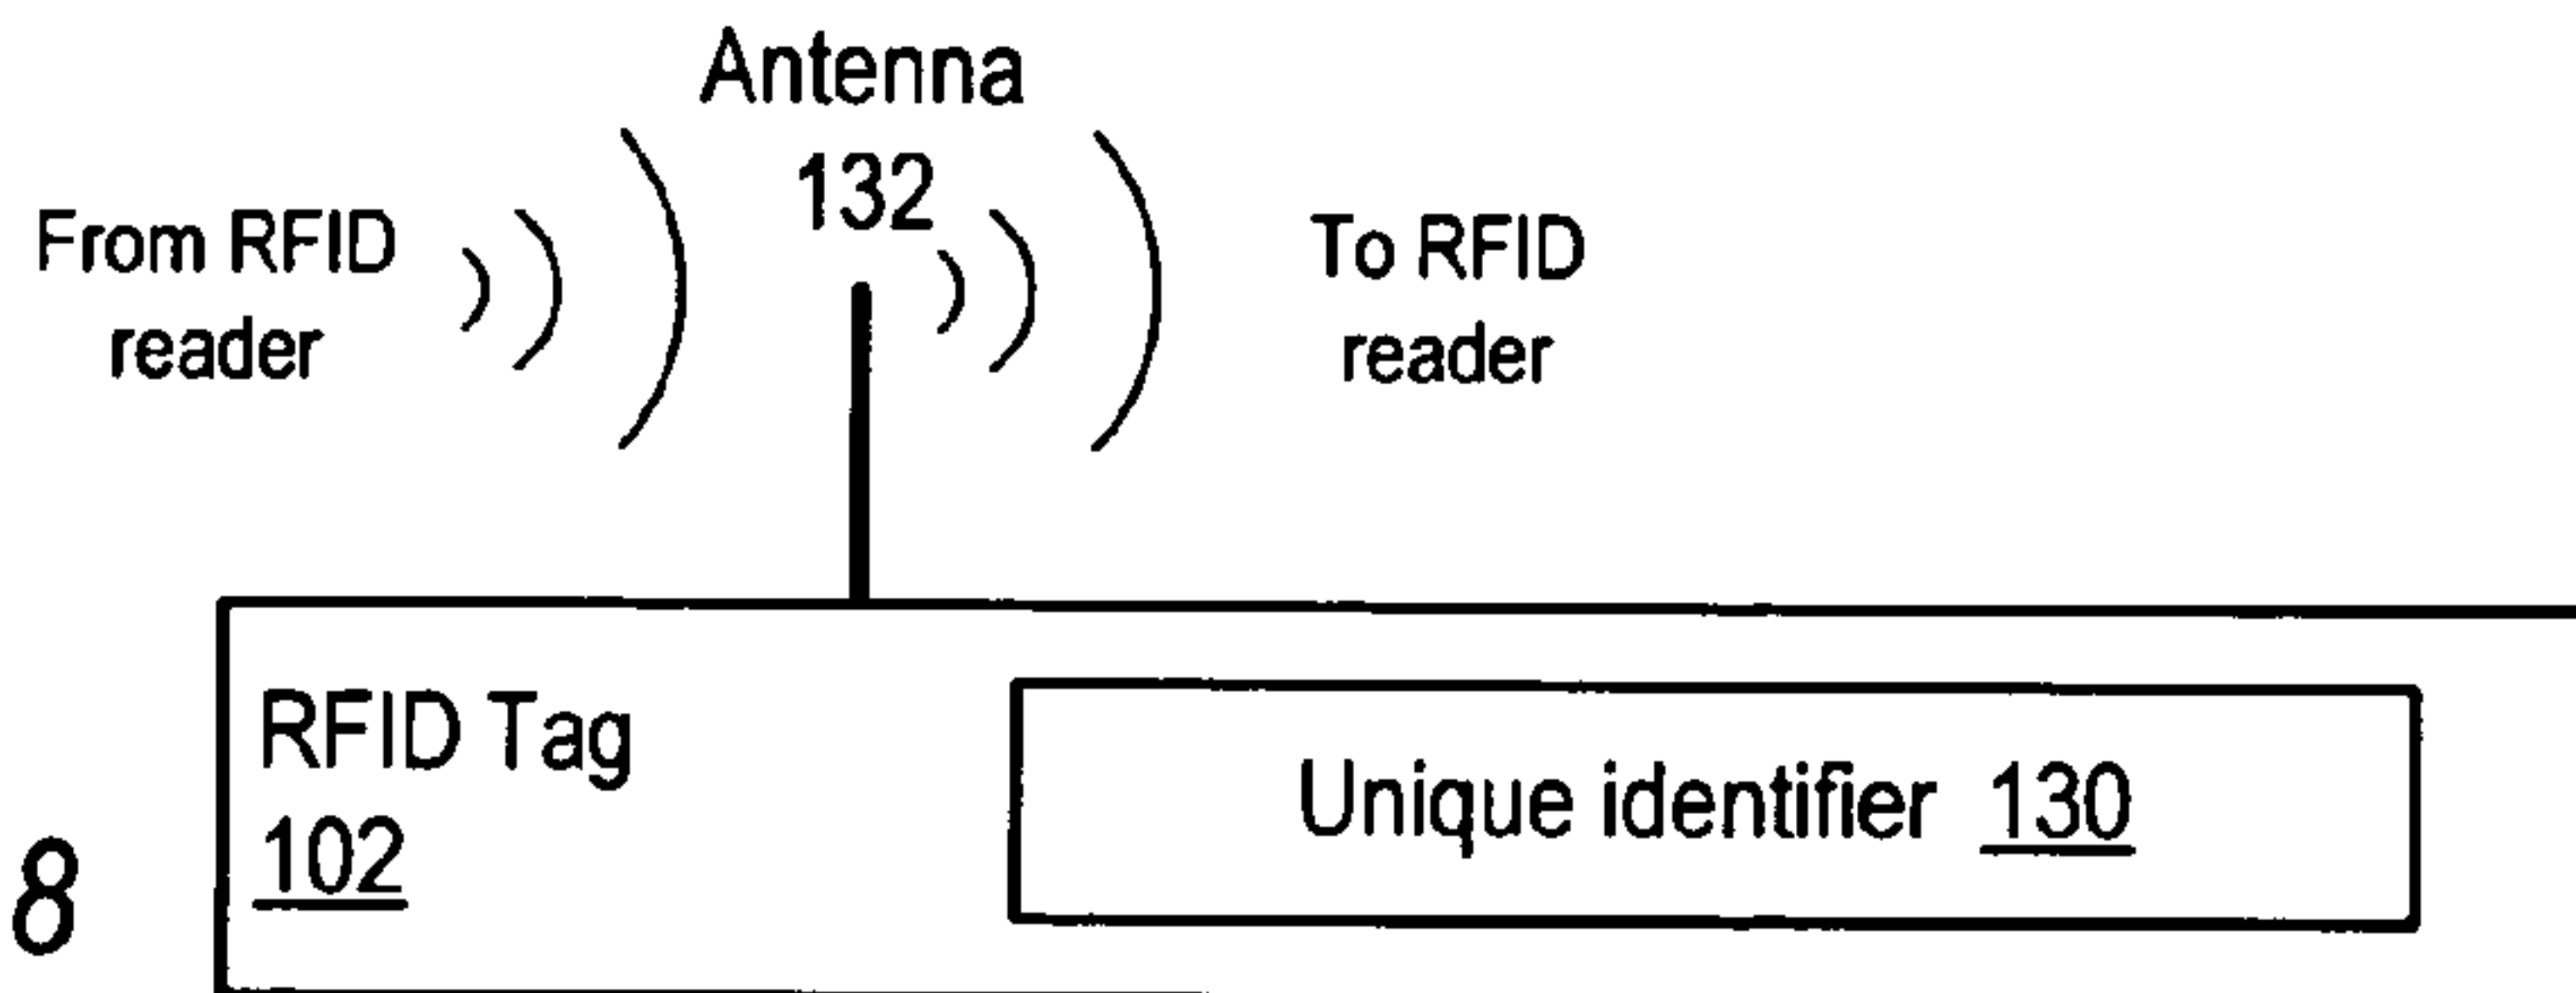 Antenna
132
From RFID
reader
To RFID
reader
RFID Tag
102
Unique identifier 130
8